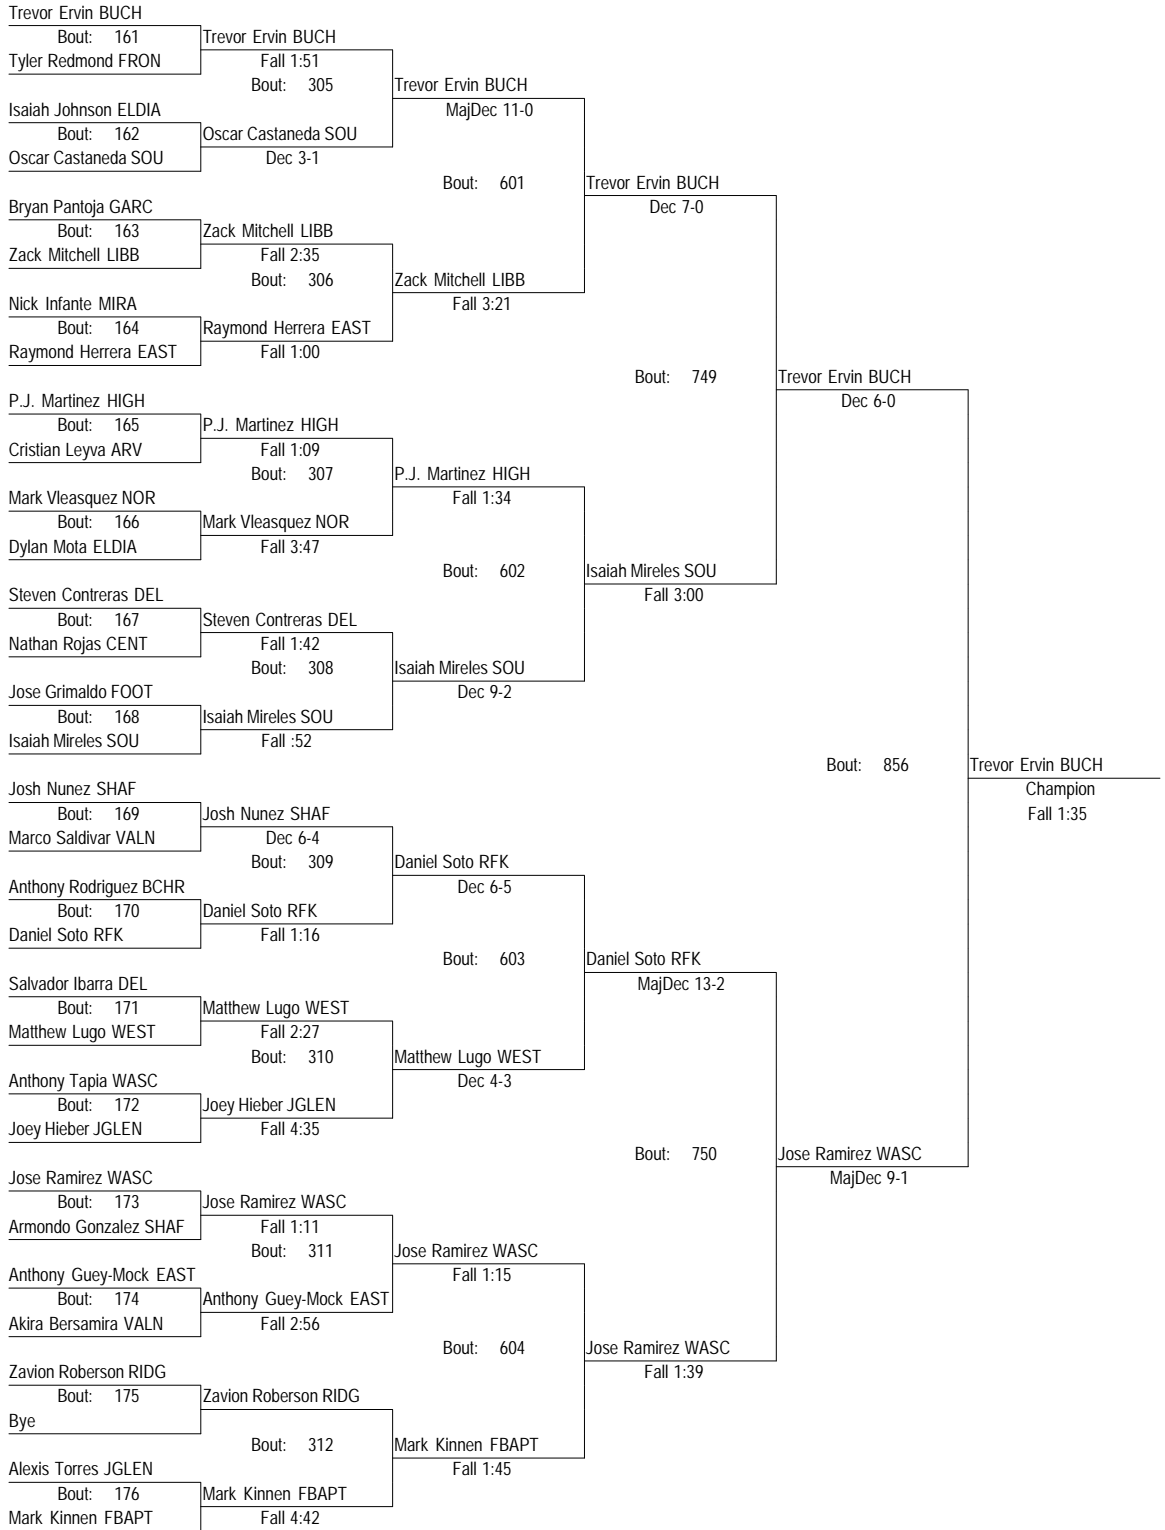 Trevor Ervin BUCH
Bout: 161 Trevor Ervin BUCH
Tyler Redmond FRON Fall 1:51
Bout: 305 Trevor Ervin BUCH
Isaiah Johnson ELDIA MajDec 11-0
Bout: 162 Oscar Castaneda SOU
Oscar Castaneda SOU Dec 3-1
Bout: 601 Trevor Ervin BUCH
Bryan Pantoja GARC Dec 7-0
Bout: 163 Zack Mitchell LIBB
Zack Mitchell LIBB Fall 2:35
Bout: 306 Zack Mitchell LIBB
Nick Infante MIRA Fall 3:21
Bout: 164 Raymond Herrera EAST
Raymond Herrera EAST Fall 1:00
Bout: 749 Trevor Ervin BUCH
P.J. Martinez HIGH Dec 6-0
Bout: 165 P.J. Martinez HIGH
Cristian Leyva ARV Fall 1:09
Bout: 307 P.J. Martinez HIGH
Mark Vleasquez NOR Fall 1:34
Bout: 166 Mark Vleasquez NOR
Dylan Mota ELDIA Fall 3:47
Bout: 602 Isaiah Mireles SOU
Steven Contreras DEL Fall 3:00
Bout: 167 Steven Contreras DEL
Nathan Rojas CENT Fall 1:42
Bout: 308 Isaiah Mireles SOU
Jose Grimaldo FOOT Dec 9-2
Bout: 168 Isaiah Mireles SOU
Isaiah Mireles SOU Fall :52
Bout: 856 Trevor Ervin BUCH
Josh Nunez SHAF Champion
Bout: 169 Josh Nunez SHAF Fall 1:35
Marco Saldivar VALN Dec 6-4
Bout: 309 Daniel Soto RFK
Anthony Rodriguez BCHR Dec 6-5
Bout: 170 Daniel Soto RFK
Daniel Soto RFK Fall 1:16
Bout: 603 Daniel Soto RFK
Salvador Ibarra DEL MajDec 13-2
Bout: 171 Matthew Lugo WEST
Matthew Lugo WEST Fall 2:27
Bout: 310 Matthew Lugo WEST
Anthony Tapia WASC Dec 4-3
Bout: 172 Joey Hieber JGLEN
Joey Hieber JGLEN Fall 4:35
Bout: 750 Jose Ramirez WASC
Jose Ramirez WASC MajDec 9-1
Bout: 173 Jose Ramirez WASC
Armondo Gonzalez SHAF Fall 1:11
Bout: 311 Jose Ramirez WASC
Anthony Guey-Mock EAST Fall 1:15
Bout: 174 Anthony Guey-Mock EAST
Akira Bersamira VALN Fall 2:56
Bout: 604 Jose Ramirez WASC
Zavion Roberson RIDG Fall 1:39
Bout: 175 Zavion Roberson RIDG
Bye
Bout: 312 Mark Kinnen FBAPT
Alexis Torres JGLEN Fall 1:45
Bout: 176 Mark Kinnen FBAPT
Mark Kinnen FBAPT Fall 4:42